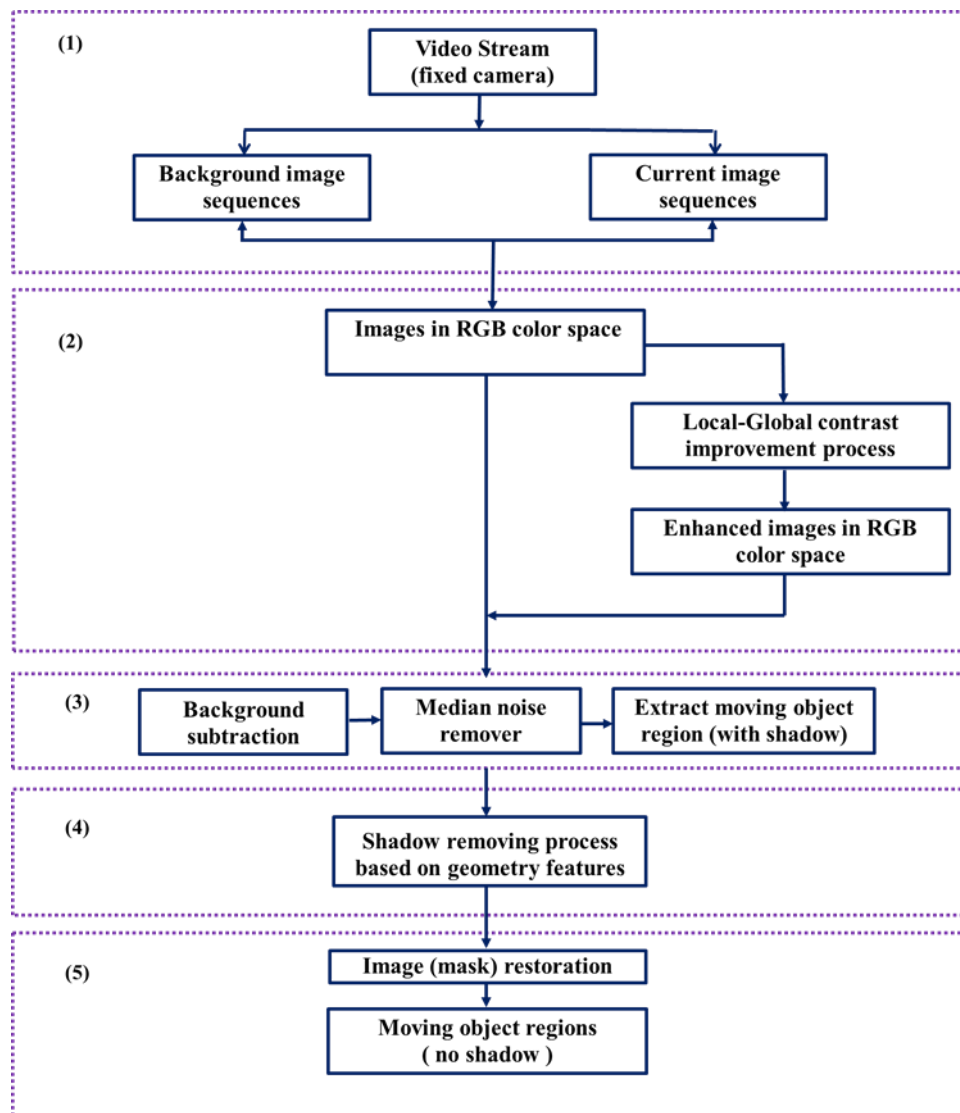 (1)
Video Stream
(fixed camera)
Background image
sequences
Current image
sequences
(2)
Images in RGB color space
Local-Global contrast
improvement process
Enhanced images in RGB
color space
(3)
Background
subtraction
Median noise
remover
Extract moving object
region (with shadow)
(4)
Shadow removing process
based on geometry features
(5)
Image (mask) restoration
Moving object regions
( no shadow )